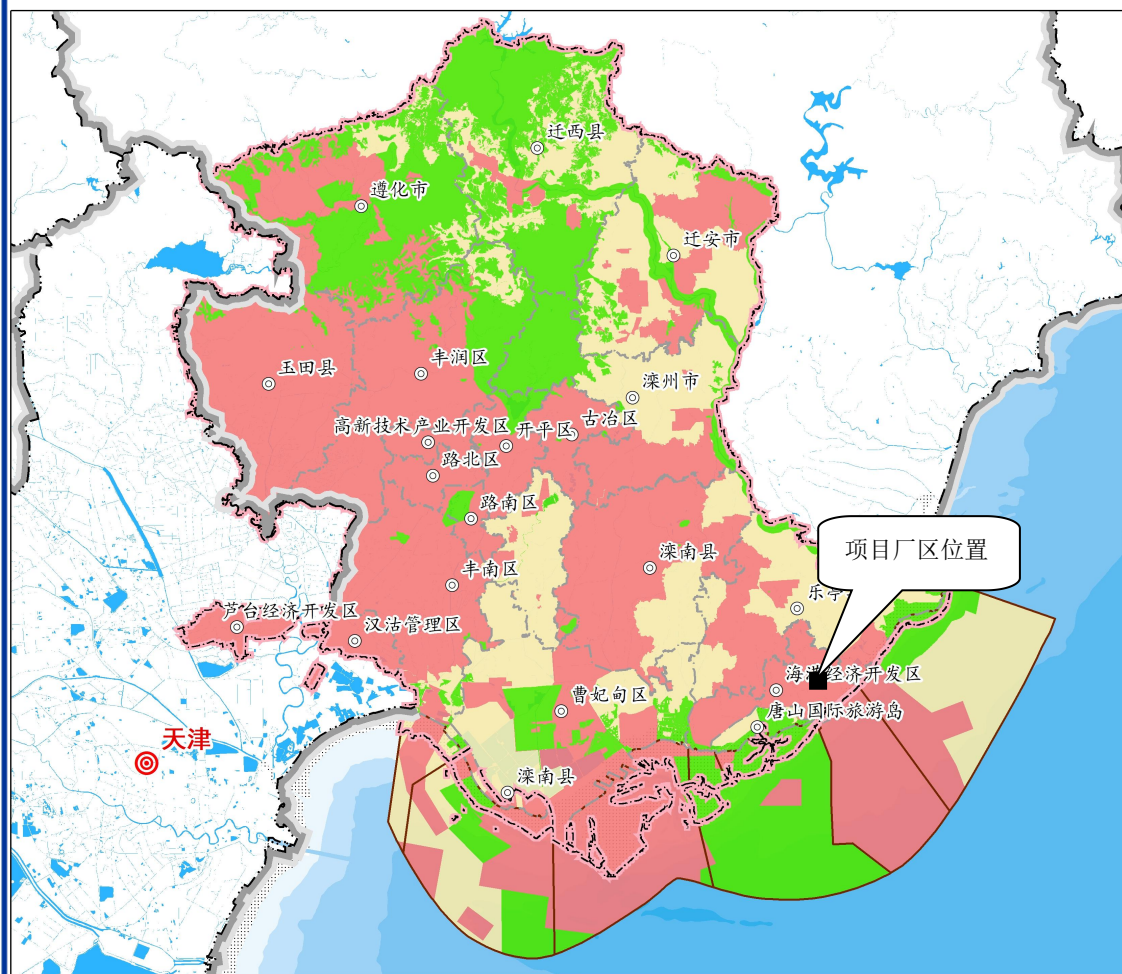 迁西县
遵化市
迁安市
丰润区
玉田县
滦州市
古冶区
高新技术产业开发区
开平区
路北区
路南区
项目厂区位置
滦南县
丰南区
乐亭
芦台经济开发区
汉沽管理区
海港经济开发区
曹妃甸区
唐山国际旅游岛
天津
滦南县